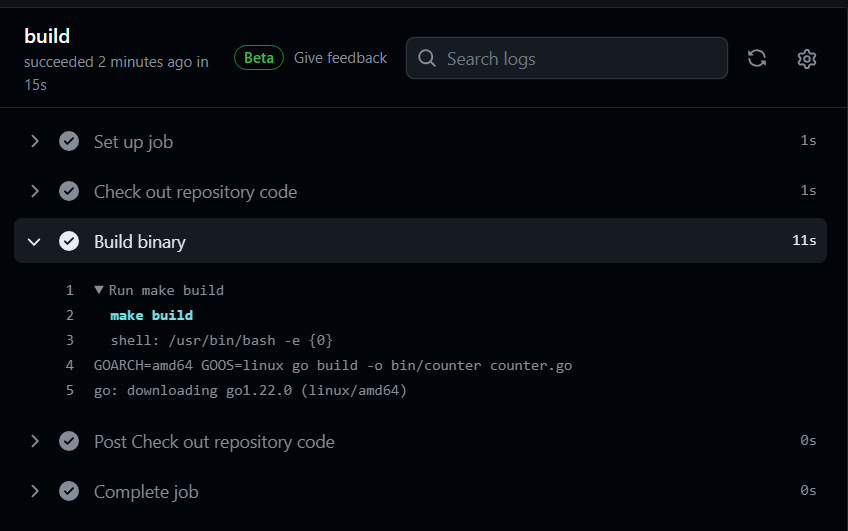 build
succeeded 2 minutes ago in
15s
Beta Give feedback
Search logs
Set up job 1s
Check out repository code 1s
Build binary 11s
1 ▼ Run make build
2 make build
3 shell: /usr/bin/bash -e {0}
4 GOARCH=amd64 GOOS=linux go build -o bin/counter counter.go
5 go: downloading go1.22.0 (linux/amd64)
Post Check out repository code 0s
Complete job 0s